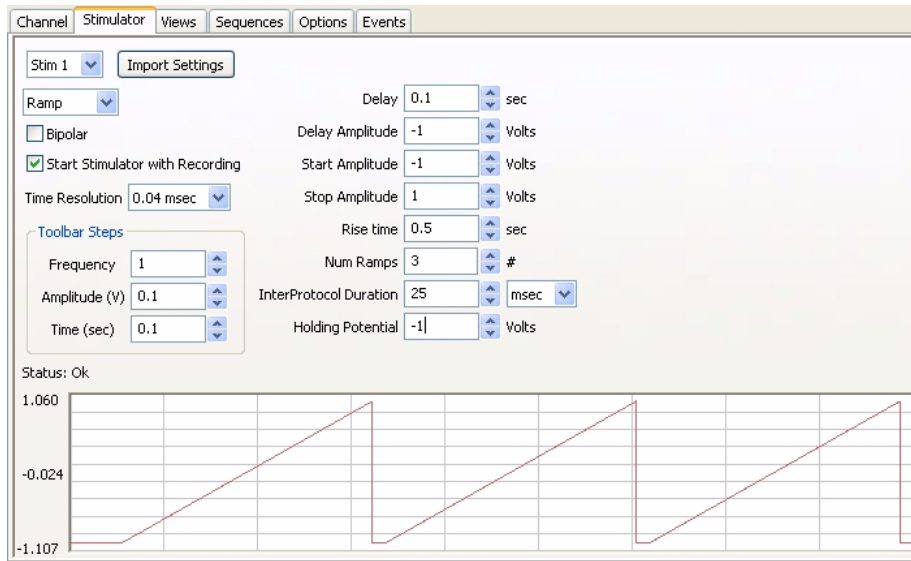 Channel Stimulator Views Sequences Options Events
Stim 1 Import Settings
Ramp
Bipolar
Start Stimulator with Recording
Time Resolution 0.04 msec
Toolbar Steps
Frequency 1
Amplitude (V) 0.1
Time (sec) 0.1
Delay 0.1 sec
Delay Amplitude -1 Volts
Start Amplitude -1 Volts
Stop Amplitude 1 Volts
Rise time 0.5 sec
Num Ramps 3 #
InterProtocol Duration 25 msec
Holding Potential -1 Volts
Status: Ok
1.060
-0.024
-1.107